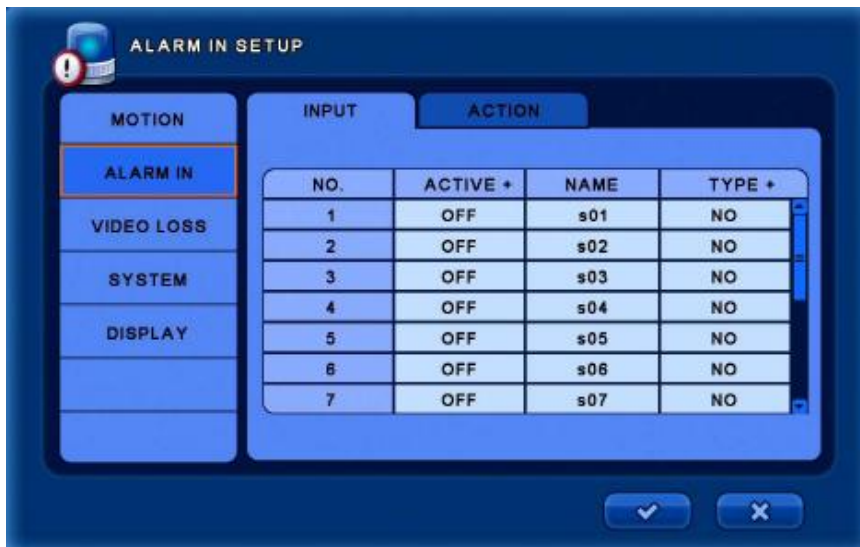 ALARM IN SETUP
MOTION
ALARM IN
VIDEO LOSS
SYSTEM
DISPLAY
INPUT ACTION
NO. ACTIVE + NAME TYPE +
1 OFF s01 NO
2 OFF s02 NO
3 OFF s03 NO
4 OFF s04 NO
5 OFF s05 NO
6 OFF s06 NO
7 OFF s07 NO